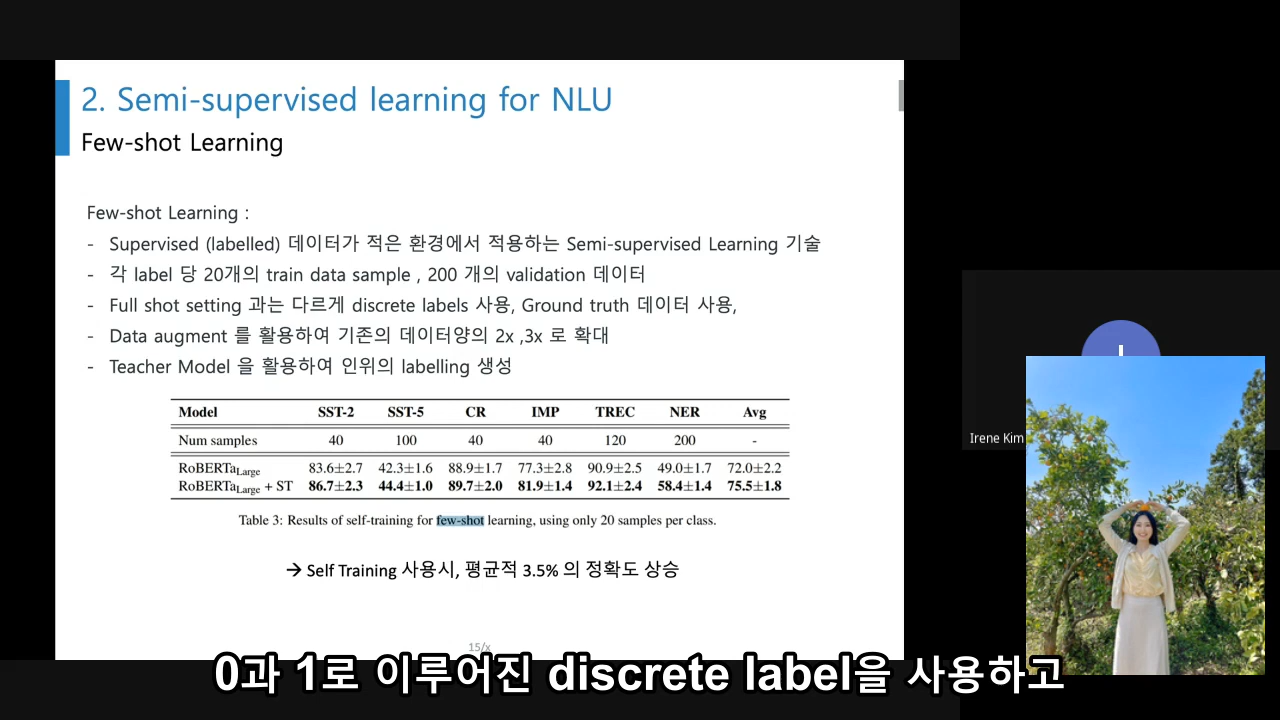 2. Semi-supervised learning for NLU
Few-shot Learning
Few-shot Learning :
- Supervised (labelled) 데이터가 적은 환경에서 적용하는 Semi-supervised Learning 기술
- 각 label 당 20개의 train data sample , 200 개의 validation 데이터
- Full shot setting 과는 다르게 discrete labels 사용, Ground truth 데이터 사용,
- Data augment 를 활용하여 기존의 데이터양의 2x ,3x 로 확대
- Teacher Model 을 활용하여 인위의 labelling 생성
Model SST-2 SST-5 CR IMP TREC NER Avg
Num samples 40 100 40 40 120 200 -
RoBERTaLarge 83.6±2.7 42.3±1.6 88.9±1.7 77.3±2.8 90.9±2.5 49.0±1.7 72.0±2.2
RoBERTaLarge + ST 86.7±2.3 44.4±1.0 89.7±2.0 81.9±1.4 92.1±2.4 58.4±1.4 75.5±1.8
Table 3: Results of self-training for few-shot learning, using only 20 samples per class.
→ Self Training 사용시, 평균적 3.5% 의 정확도 상승
15/x
Irene Kim
0과 1로 이루어진 discrete label을 사용하고